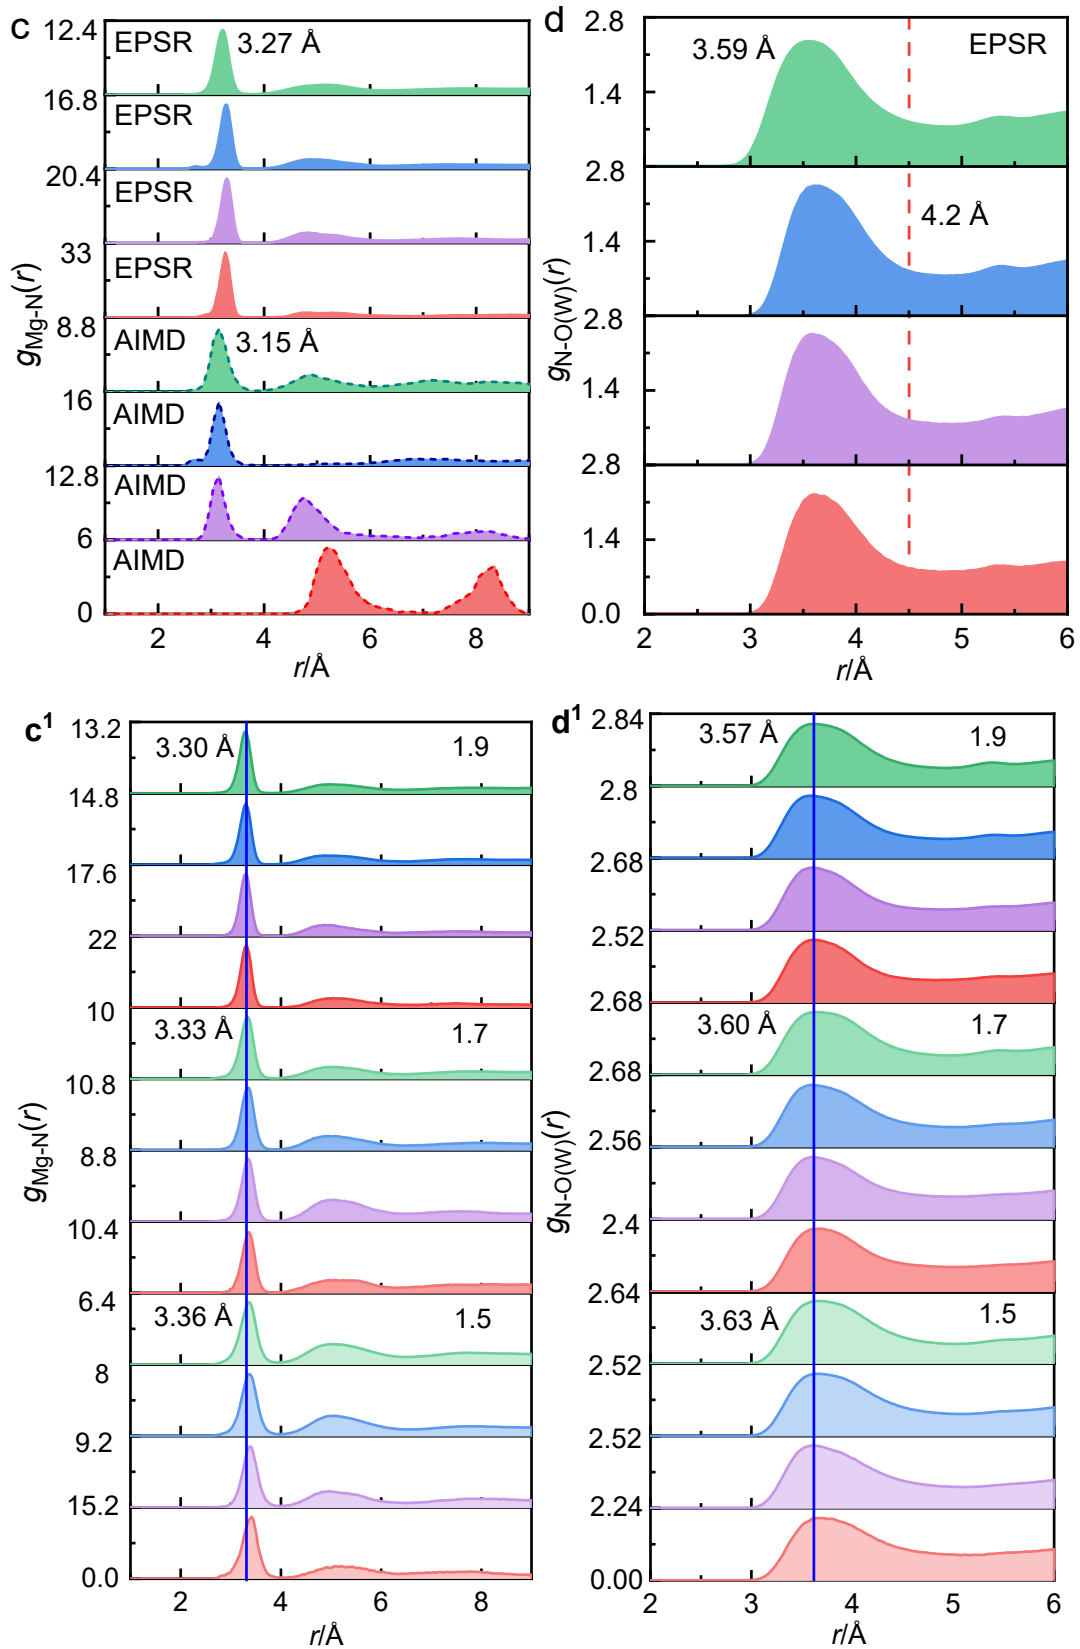 c
12.4
EPSR
3.27 Å
16.8
EPSR
20.4
EPSR
33
EPSR
8.8
AIMD
3.15 Å
16
AIMD
12.8
AIMD
6
AIMD
0
2 4 6 8
r/Å
gMg-N(r)
d
2.8
3.59 Å
EPSR
1.4
2.8
4.2 Å
1.4
2.8
1.4
2.8
1.4
0.0
2 3 4 5 6
r/Å
gN-O(W)(r)
c1
13.2
3.30 Å
1.9
14.8
17.6
22
10
3.33 Å
1.7
10.8
8.8
10.4
6.4
3.36 Å
1.5
8
9.2
15.2
0.0
2 4 6 8
r/Å
gMg-N(r)
d1
2.84
3.57 Å
1.9
2.8
2.68
2.52
2.68
3.60 Å
1.7
2.68
2.56
2.4
2.64
3.63 Å
1.5
2.52
2.52
2.24
0.00
2 3 4 5 6
r/Å
gN-O(W)(r)